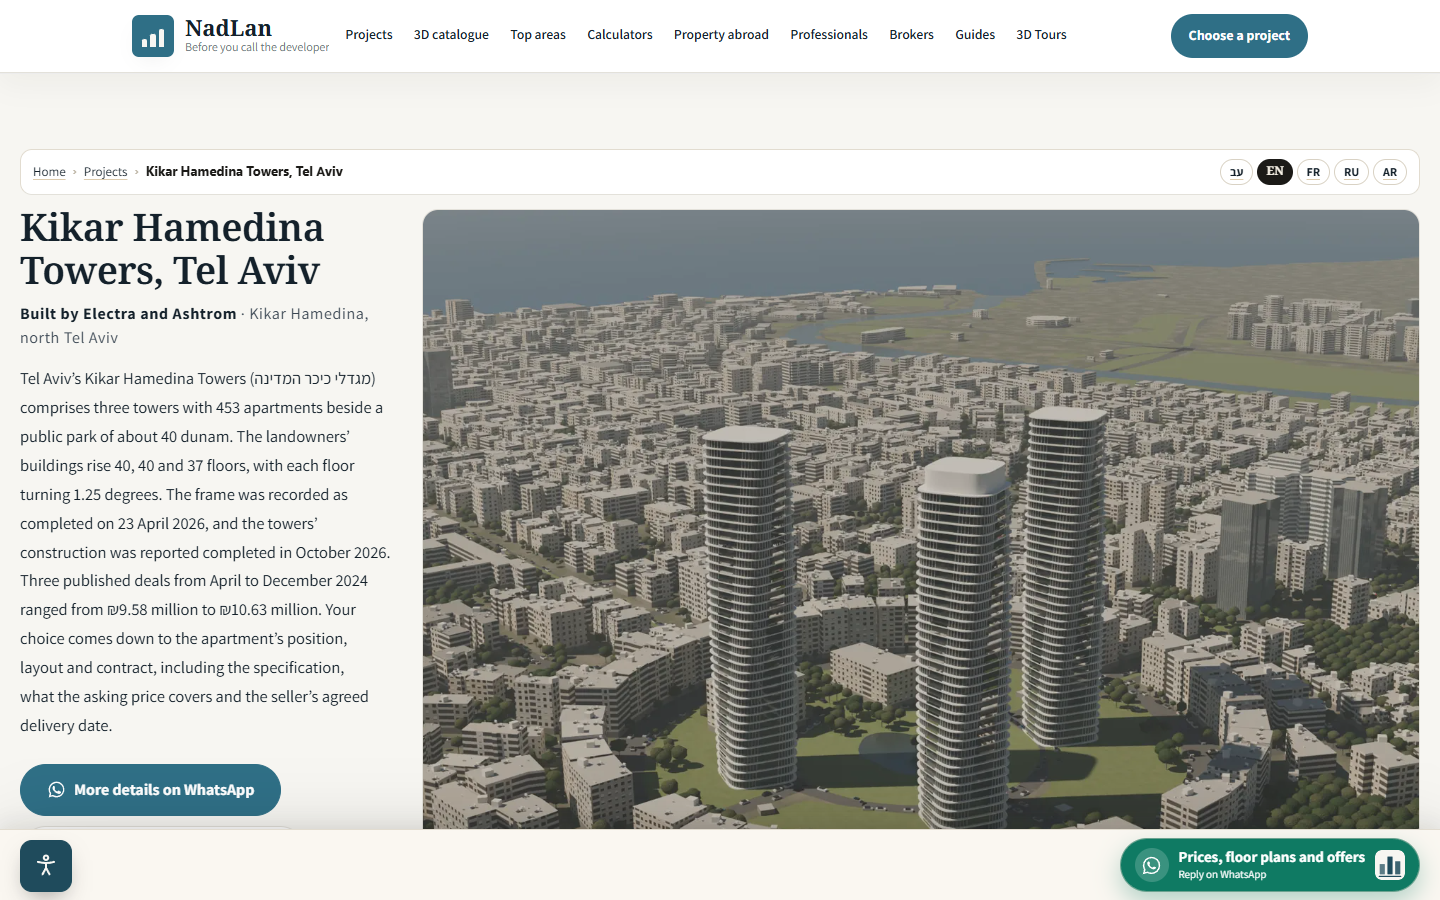 NadLan
Before you call the developer
Projects
3D catalogue
Top areas
Calculators
Property abroad
Professionals
Brokers
Guides
3D Tours
Choose a project
Home › Projects › Kikar Hamedina Towers, Tel Aviv
עב
EN
FR
RU
AR
Kikar Hamedina
Towers, Tel Aviv
Built by Electra and Ashtrom · Kikar Hamedina,
north Tel Aviv
Tel Aviv’s Kikar Hamedina Towers (מגדלי כיכר המדינה)
comprises three towers with 453 apartments beside a
public park of about 40 dunam. The landowners’
buildings rise 40, 40 and 37 floors, with each floor
turning 1.25 degrees. The frame was recorded as
completed on 23 April 2026, and the towers’
construction was reported completed in October 2026.
Three published deals from April to December 2024
ranged from ₪9.58 million to ₪10.63 million. Your
choice comes down to the apartment’s position,
layout and contract, including the specification,
what the asking price covers and the seller’s agreed
delivery date.
More details on WhatsApp
Prices, floor plans and offers
Reply on WhatsApp